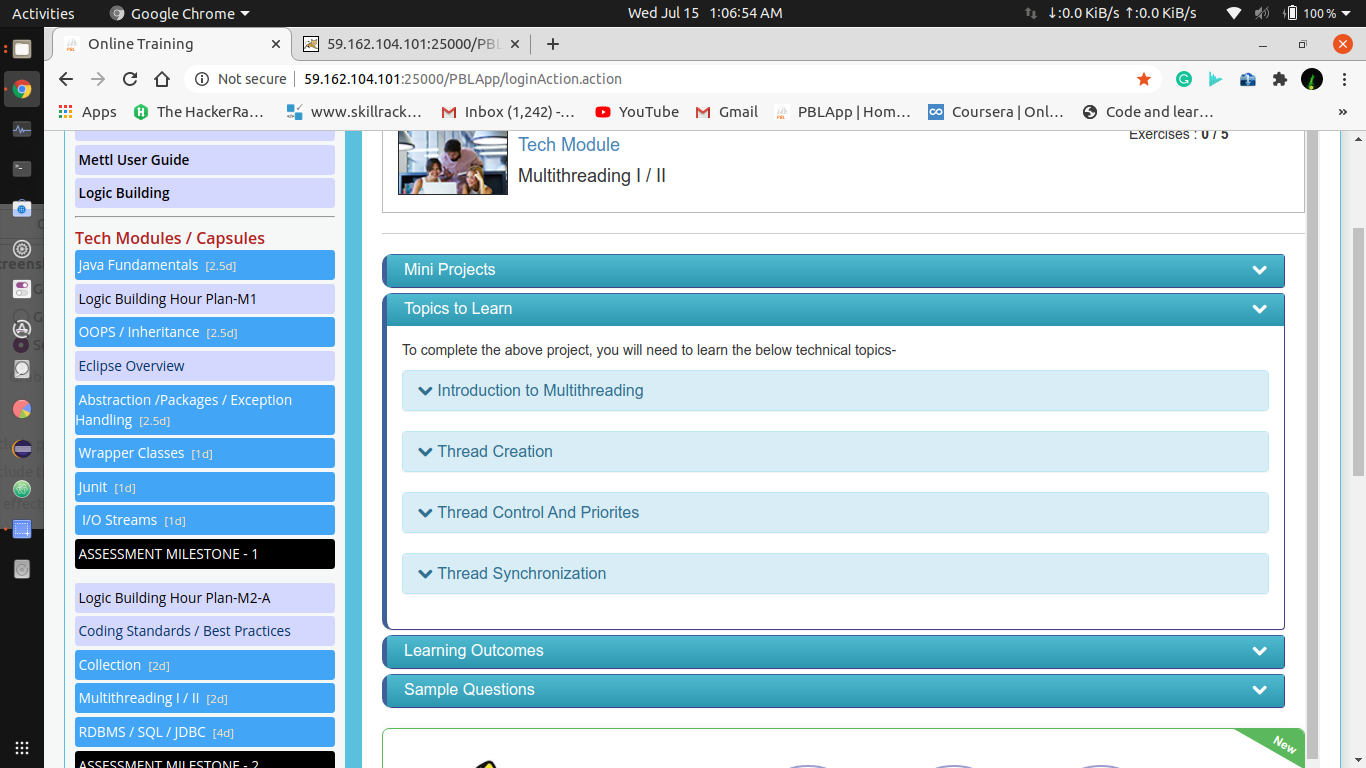 Activities
Google Chrome
Wed Jul 15 1:06:54 AM
↓:0.0 KiB/s ↑:0.0 KiB/s
100 %
Online Training
59.162.104.101:25000/PBL
Not secure
59.162.104.101:25000/PBLApp/loginAction.action
Apps
The HackerRa...
www.skillrack...
Inbox (1,242) -...
YouTube
Gmail
PBLApp | Hom...
Coursera | Onl...
Code and lear...
»
Mettl User Guide
Logic Building
Tech Modules / Capsules
Java Fundamentals [2.5d]
Logic Building Hour Plan-M1
OOPS / Inheritance [2.5d]
Eclipse Overview
Abstraction /Packages / Exception
Handling [2.5d]
Wrapper Classes [1d]
Junit [1d]
I/O Streams [1d]
ASSESSMENT MILESTONE - 1
Logic Building Hour Plan-M2-A
Coding Standards / Best Practices
Collection [2d]
Multithreading I / II [2d]
RDBMS / SQL / JDBC [4d]
ASSESSMENT MILESTONE - 2
Tech Module
Multithreading I / II
Exercises : 0 / 5
Mini Projects
Topics to Learn
To complete the above project, you will need to learn the below technical topics-
Introduction to Multithreading
Thread Creation
Thread Control And Priorites
Thread Synchronization
Learning Outcomes
Sample Questions
New